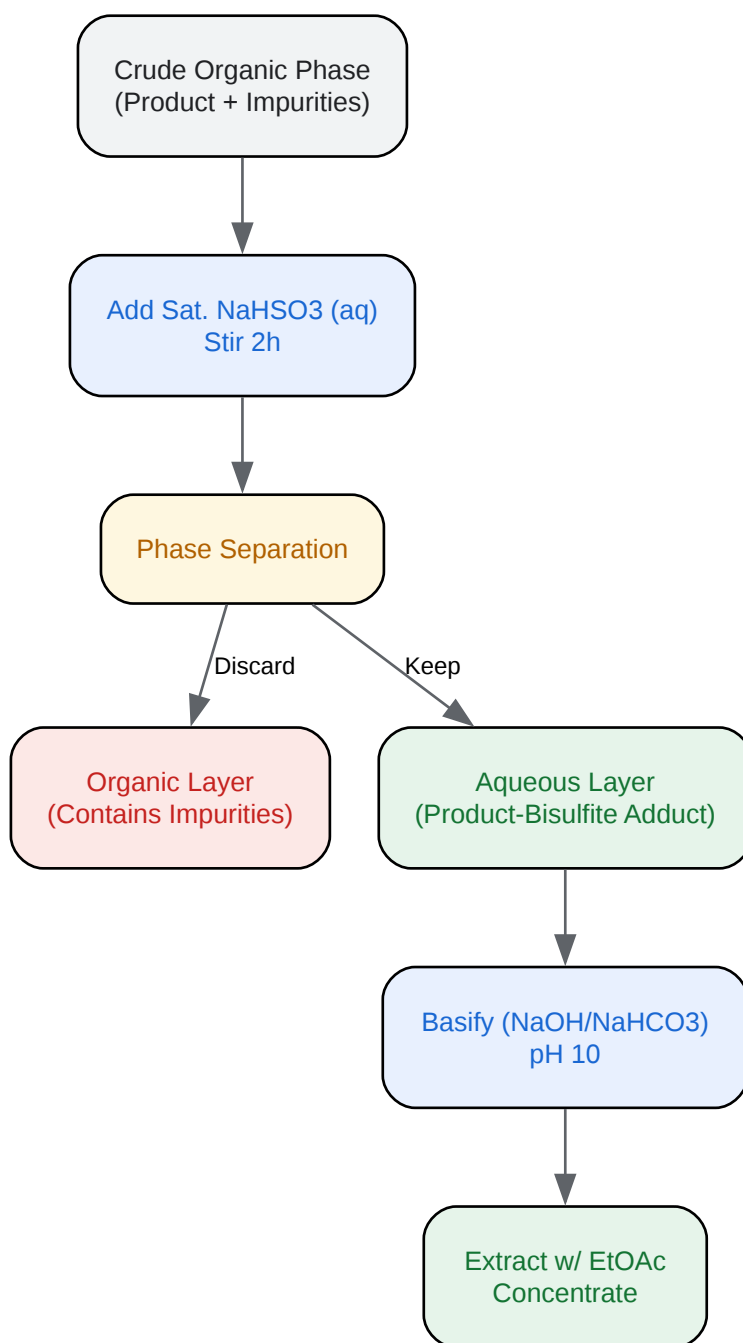 Crude Organic Phase
(Product + Impurities)
Add Sat. NaHSO3 (aq)
Stir 2h
Phase Separation
Discard
Keep
Organic Layer
(Contains Impurities)
Aqueous Layer
(Product-Bisulfite Adduct)
Basify (NaOH/NaHCO3)
pH 10
Extract w/ EtOAc
Concentrate